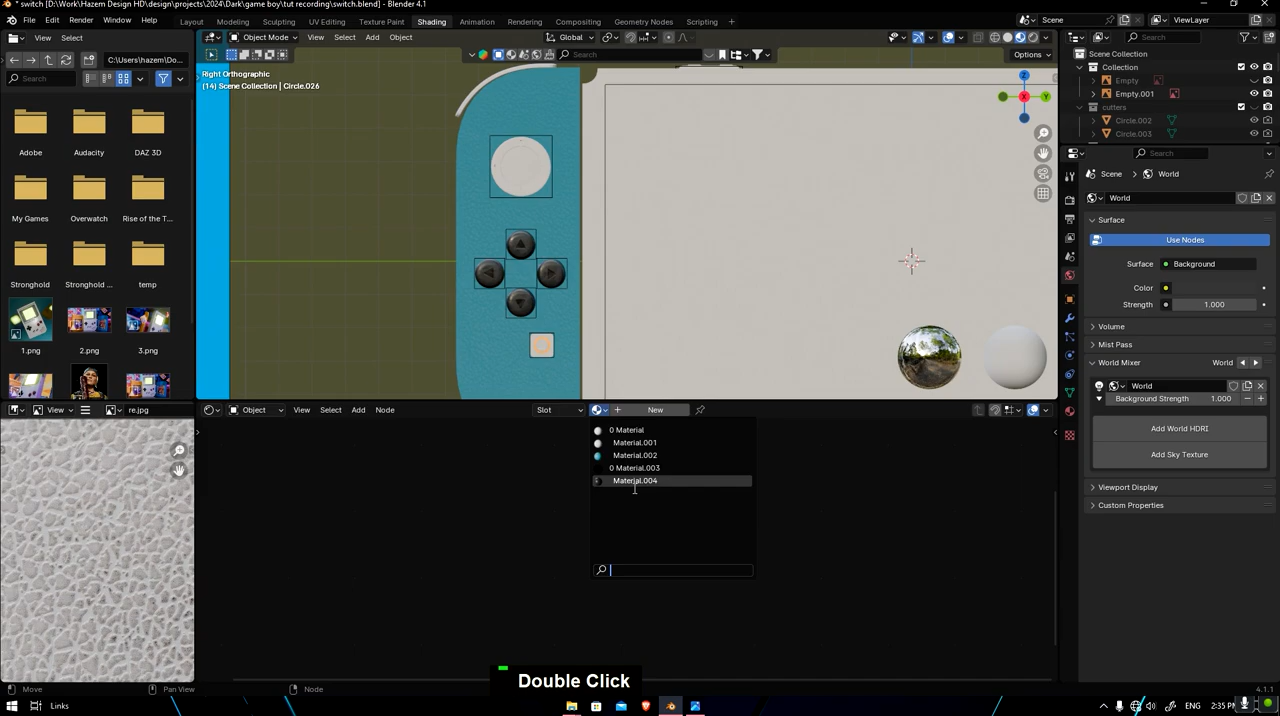 * switch [D:\Work\Hazem Design HD\design\projects\2024\Dark\game boy\tut recording\switch.blend] - Blender 4.1
File Edit Render Window Help Layout Modeling Sculpting UV Editing Texture Paint Shading Animation Rendering Compositing Geometry Nodes Scripting Scene ViewLayer
View Select Object Mode View Select Add Object Global Search
C:\Users\hazem\Do... Search Options
Search
Right Orthographic
(14) Scene Collection | Circle.026
Scene Collection
Collection
Empty
Empty.001
cutters
Circle.002
Circle.003
X Y Z
Adobe Audacity DAZ 3D
My Games Overwatch Rise of the T...
Stronghold Stronghold ... temp
1.png 2.png 3.png
Search
Scene World
World
Surface
Use Nodes
Surface Background
Color
Strength 1.000
Volume
Mist Pass
World Mixer World
World
Background Strength 1.000
Add World HDRI
Add Sky Texture
Viewport Display
Custom Properties
View re.jpg
Object View Select Add Node Slot New
0 Material
Material.001
Material.002
0 Material.003
Material.004
Double Click
Move Pan View Node 4.1.1
Links ENG 2:35 PM